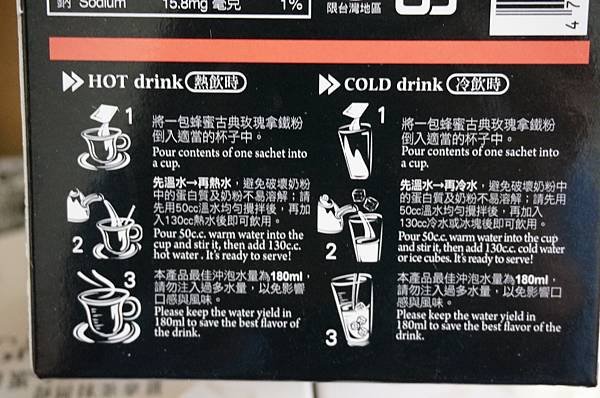 鈉 Sodium 15.8mg 毫克 1%
限台灣地區
4
HOT drink 熱飲時
1
將一包蜂蜜古典玫瑰拿鐵粉
倒入適當的杯子中。
Pour contents of one sachet into
a cup.
2
先溫水→再熱水，避免破壞奶粉
中的蛋白質及奶粉不易溶解；請
先用50cc溫水均勻攪拌後，再加
入130cc熱水後即可飲用。
Pour 50c.c. warm water into the
cup and stir it, then add 130c.c.
hot water . It's ready to serve!
3
本產品最佳沖泡水量為180ml，
請勿注入過多水量，以免影響
口感與風味。
Please keep the water yield in
180ml to save the best flavor of
the drink.
COLD drink 冷飲時
1
將一包蜂蜜古典玫瑰拿鐵粉
倒入適當的杯子中。
Pour contents of one sachet into
a cup.
2
先溫水→再冷水，避免破壞奶粉中
的蛋白質及奶粉不易溶解；請先用
50cc溫水均勻攪拌後，再加入
130cc冷水或冰塊後即可飲用。
Pour 50c.c. warm water into the cup
and stir it, then add 130c.c. cold water
or ice cubes. It's ready to serve!
3
本產品最佳沖泡水量為180ml，
請勿注入過多水量，以免影響口
感與風味。
Please keep the water yield in
180ml to save the best flavor of the
drink.